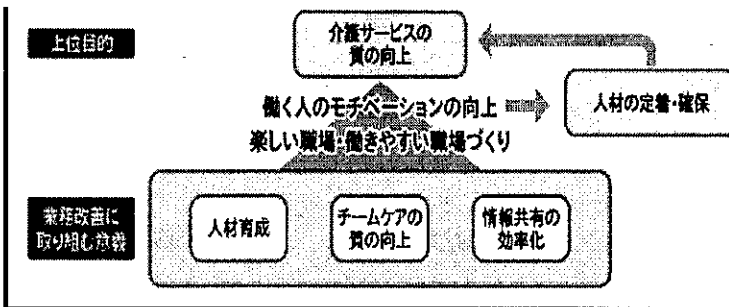 上位目的
介護サービスの
質の向上
働く人のモチベーションの向上
人材の定着・確保
楽しい職場・働きやすい職場づくり
業務改善に
取り組む意義
人材育成
チームケアの
質の向上
情報共有の
効率化